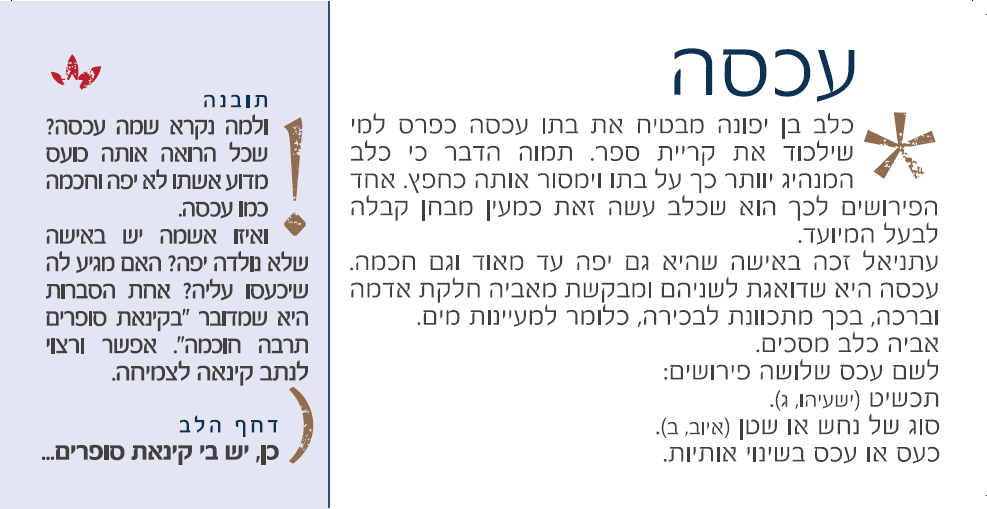 עכסה
כלב בן יפונה מבטיח את בתו עכסה כפרס למי
שילכוד את קריית ספר. תמוה הדבר כי כלב
המנהיג יוותר כך על בתו וימסור אותה כחפץ. אחד
הפירושים לכך הוא שכלב עשה זאת כמעין מבחן קבלה
לבעל המיועד.
עתניאל זכה באישה שהיא גם יפה עד מאוד וגם חכמה.
עכסה היא שדואגת לשניהם ומבקשת מאביה חלקת אדמה
וברכה, בכך מתכוונת לבכירה, כלומר למעיינות מים.
אביה כלב מסכים.
לשם עכס שלושה פירושים:
תכשיט (ישעיהו, ג).
סוג של נחש או שטן (איוב, ב).
כעס או עכס בשינוי אותיות.
תובנה
ולמה נקרא שמה עכסה?
שכל הרואה אותה כועס
מדוע אשתו לא יפה וחכמה
כמו עכסה.
ואיזו אשמה יש באישה
שלא נולדה יפה? האם מגיע לה
שיכעסו עליה? אחת הסברות
היא שמדובר "בקינאת סופרים
תרבה חוכמה". אפשר ורצוי
לנתב קינאה לצמיחה.
דחף הלב
כן, יש בי קינאת סופרים...